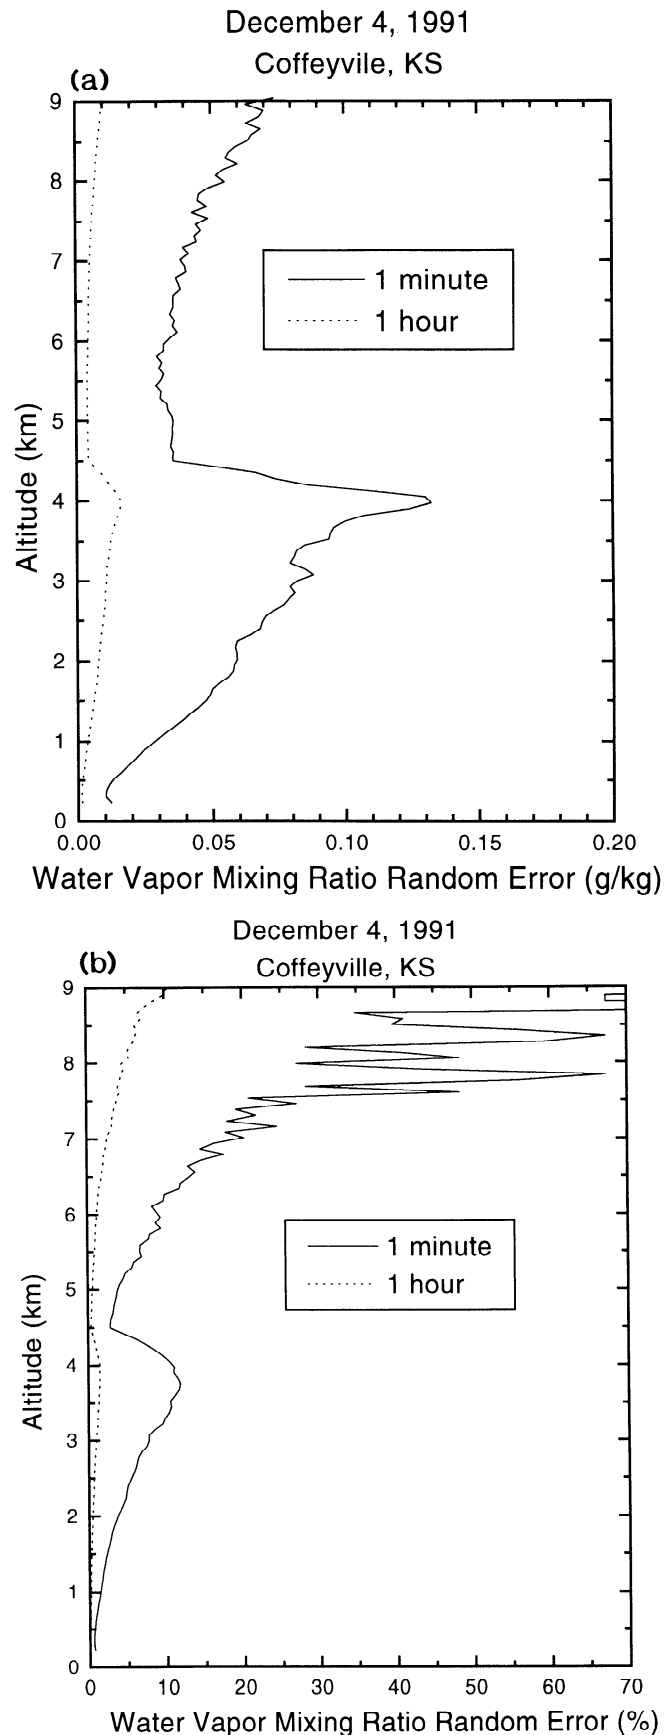 December 4, 1991
Coffeyvile, KS
(a)
9
8
7
6
5
4
3
2
1
0
Altitude (km)
1 minute
1 hour
0.00 0.05 0.10 0.15 0.20
Water Vapor Mixing Ratio Random Error (g/kg)
December 4, 1991
(b)
Coffeyville, KS
9
8
7
6
5
4
3
2
1
0
Altitude (km)
1 minute
1 hour
0 10 20 30 40 50 60 70
Water Vapor Mixing Ratio Random Error (%)